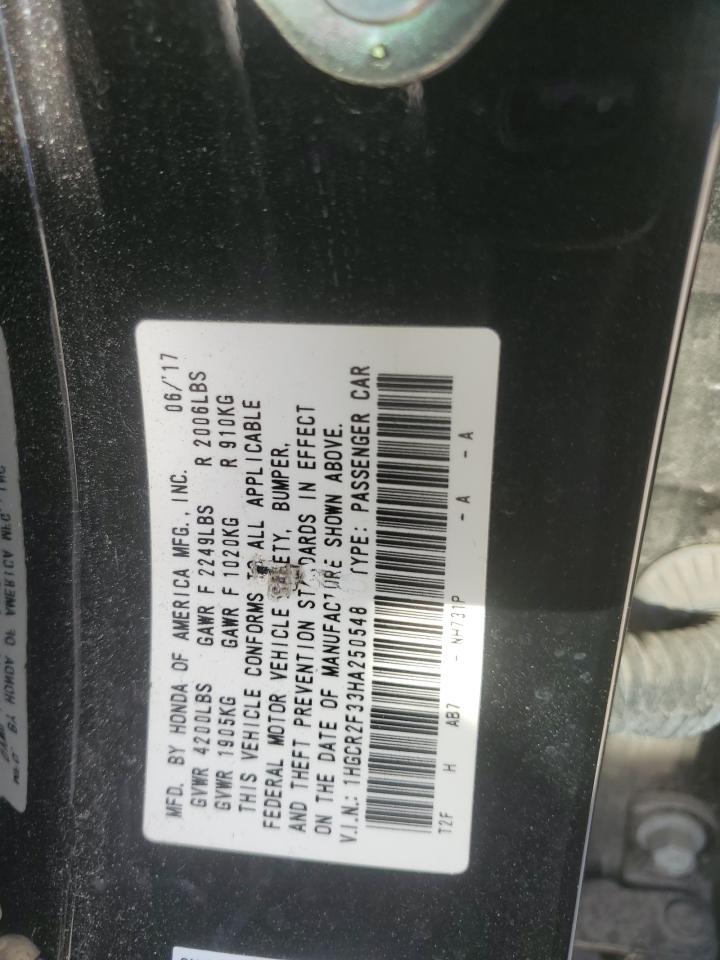 MFD. BY HONDA OF AMERICA MFG., INC. 06/'17
GVWR 4200LBS GAWR F 2249LBS R 2006LBS
GVWR 1905KG GAWR F 1020KG R 910KG
THIS VEHICLE CONFORMS TO ALL APPLICABLE
FEDERAL MOTOR VEHICLE SAFETY, BUMPER,
AND THEFT PREVENTION STANDARDS IN EFFECT
ON THE DATE OF MANUFACTURE SHOWN ABOVE.
V.I.N.: 1HGCR2F33HA250548 TYPE: PASSENGER CAR
T2F H AB7 - NH731P - A - A